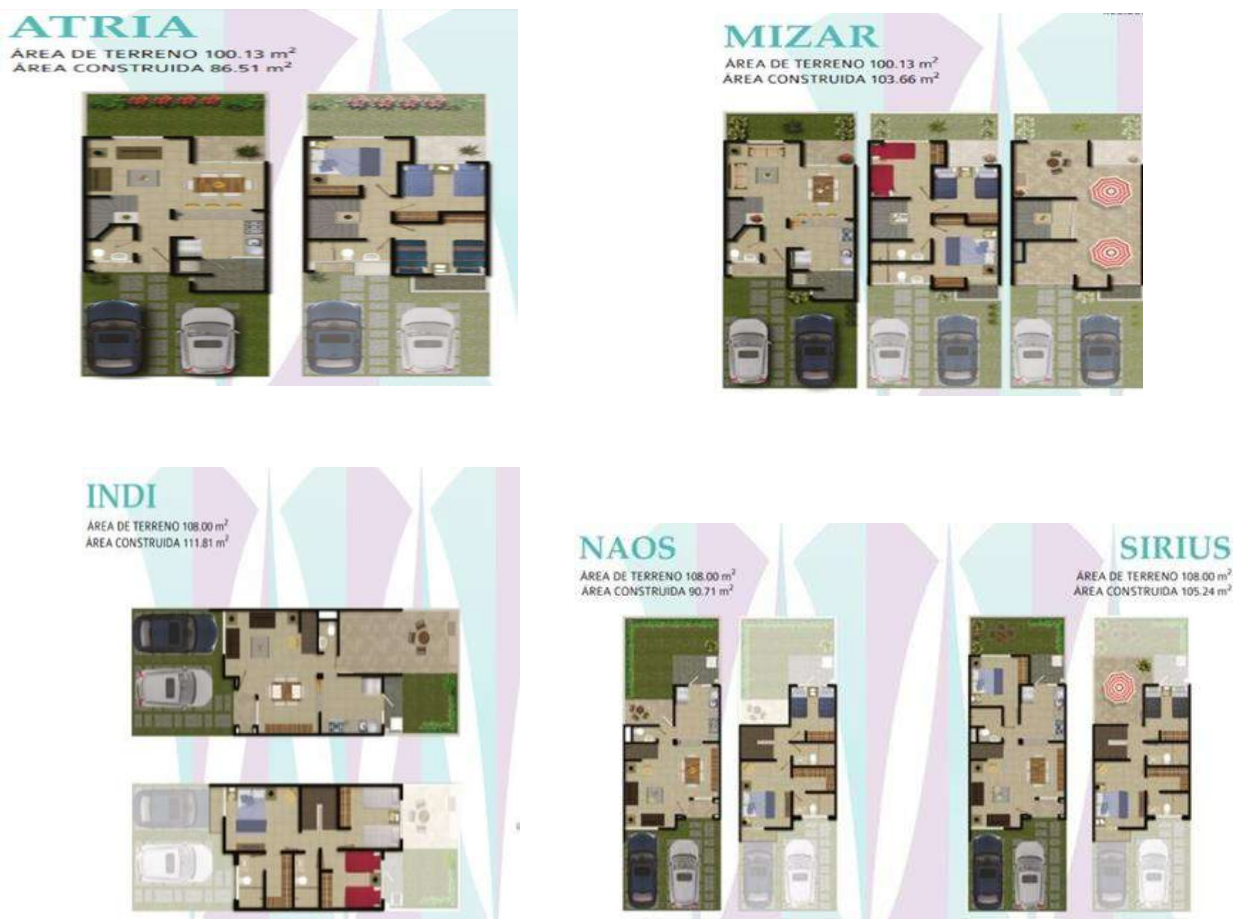 ATRIA
ÁREA DE TERRENO 100.13 m²
ÁREA CONSTRUIDA 86.51 m²
MIZAR
ÁREA DE TERRENO 100.13 m²
ÁREA CONSTRUIDA 103.66 m²
INDI
ÁREA DE TERRENO 108.00 m²
ÁREA CONSTRUIDA 111.81 m²
NAOS
ÁREA DE TERRENO 108.00 m²
ÁREA CONSTRUIDA 90.71 m²
SIRIUS
ÁREA DE TERRENO 108.00 m²
ÁREA CONSTRUIDA 105.24 m²